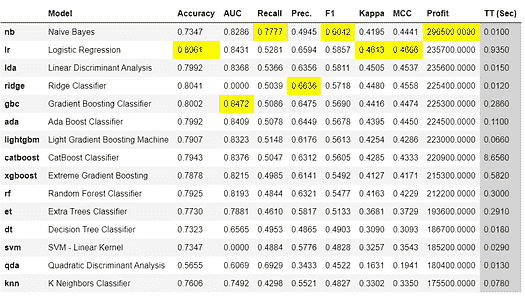 Model Accuracy AUC Recall Prec. F1 Kappa MCC Profit TT (Sec)
nb Naive Bayes 0.7347 0.8286 0.7777 0.4945 0.6042 0.4195 0.4441 296500.0000 0.0100
lr Logistic Regression 0.8061 0.8431 0.5281 0.6594 0.5857 0.4613 0.4666 235700.0000 0.9350
lda Linear Discriminant Analysis 0.7992 0.8368 0.5366 0.6356 0.5811 0.4505 0.4537 235600.0000 0.0150
ridge Ridge Classifier 0.8041 0.0000 0.5039 0.6636 0.5718 0.4480 0.4558 225400.0000 0.0120
gbc Gradient Boosting Classifier 0.8002 0.8472 0.5086 0.6475 0.5690 0.4416 0.4474 225300.0000 0.2860
ada Ada Boost Classifier 0.7992 0.8409 0.5078 0.6449 0.5678 0.4395 0.4450 224500.0000 0.1100
lightgbm Light Gradient Boosting Machine 0.7907 0.8323 0.5148 0.6176 0.5613 0.4254 0.4286 223000.0000 0.0660
catboost CatBoost Classifier 0.7943 0.8376 0.5047 0.6312 0.5605 0.4285 0.4333 220900.0000 8.6560
xgboost Extreme Gradient Boosting 0.7878 0.8215 0.4985 0.6141 0.5492 0.4127 0.4171 215300.0000 0.5820
rf Random Forest Classifier 0.7925 0.8193 0.4844 0.6321 0.5477 0.4163 0.4229 212200.0000 0.3000
et Extra Trees Classifier 0.7730 0.7881 0.4610 0.5817 0.5133 0.3681 0.3729 193600.0000 0.2910
dt Decision Tree Classifier 0.7323 0.6565 0.4953 0.4865 0.4903 0.3090 0.3093 186700.0000 0.0180
svm SVM - Linear Kernel 0.7347 0.0000 0.4884 0.5776 0.4828 0.3257 0.3543 185200.0000 0.0290
qda Quadratic Discriminant Analysis 0.5655 0.6069 0.6929 0.3433 0.4522 0.1631 0.1941 180400.0000 0.0130
knn K Neighbors Classifier 0.7606 0.7492 0.4298 0.5521 0.4827 0.3302 0.3350 175500.0000 0.0780